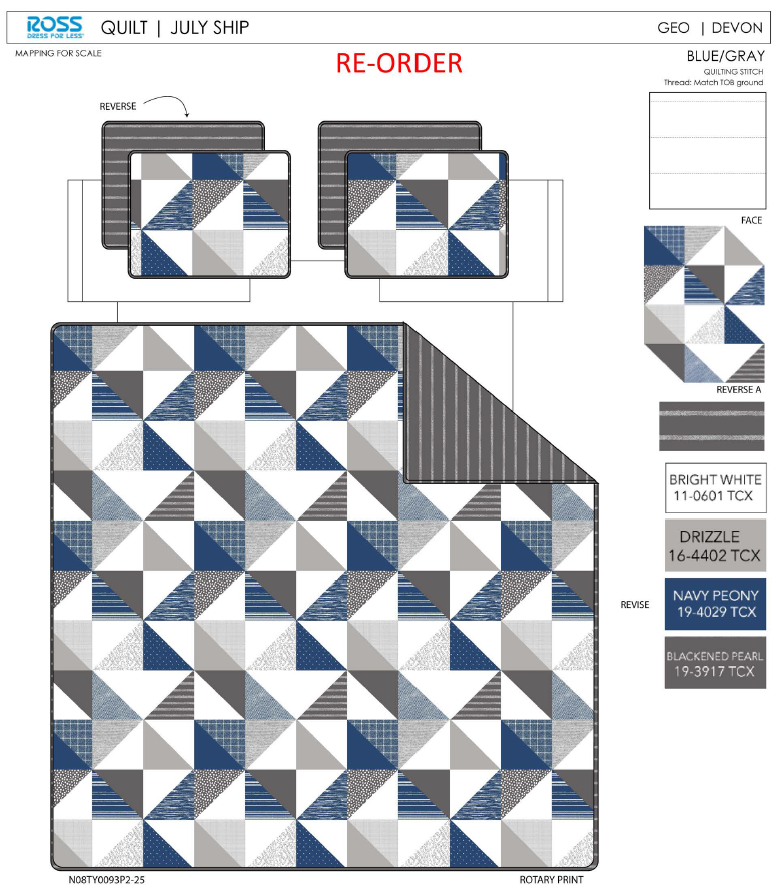 ROSS
DRESS FOR LESS
QUILT | JULY SHIP
GEO | DEVON
MAPPING FOR SCALE
RE-ORDER
BLUE/GRAY
QUILTING STITCH
Thread: Match TOB ground
REVERSE
FACE
REVERSE A
BRIGHT WHITE
11-0601 TCX
DRIZZLE
16-4402 TCX
REVISE
NAVY PEONY
19-4029 TCX
BLACKENED PEARL
19-3917 TCX
N08TY0093P2-25
ROTARY PRINT